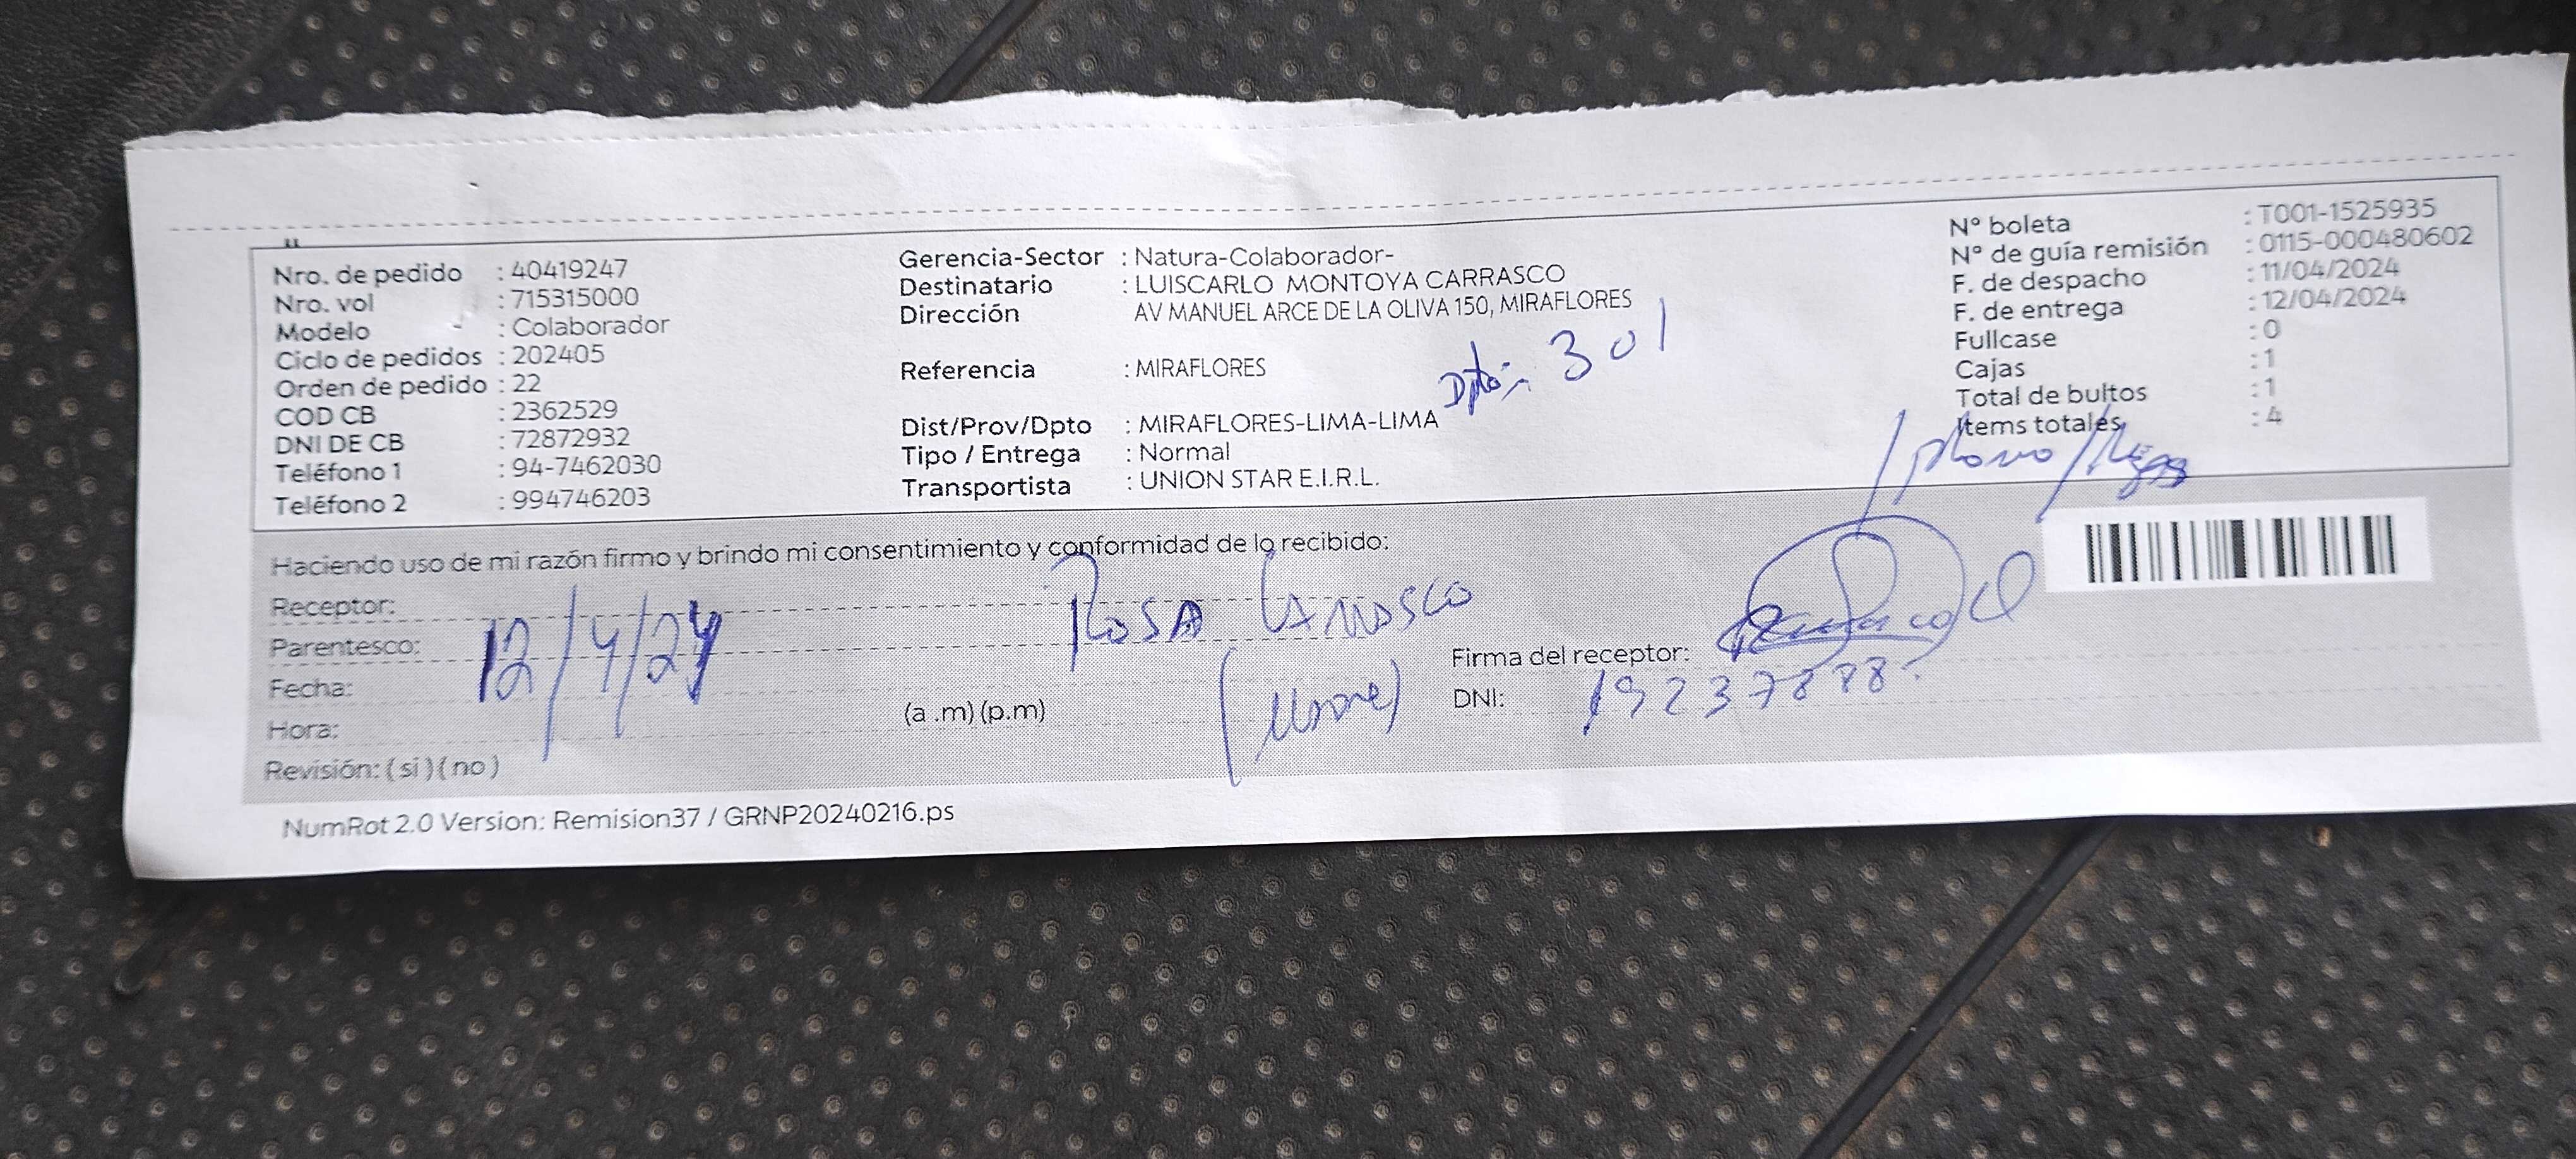 Nro. de pedido : 40419247
Nro. vol : 715315000
Modelo : Colaborador
Ciclo de pedidos : 202405
Orden de pedido : 22
COD CB : 2362529
DNI DE CB : 72872932
Teléfono 1 : 94-7462030
Teléfono 2 : 994746203
Gerencia-Sector : Natura-Colaborador-
Destinatario : LUISCARLO MONTOYA CARRASCO
Dirección AV MANUEL ARCE DE LA OLIVA 150, MIRAFLORES
Dpto: 301
Referencia : MIRAFLORES
Dist/Prov/Dpto : MIRAFLORES-LIMA-LIMA
Tipo / Entrega : Normal
Transportista : UNION STAR E.I.R.L.
N° boleta : T001-1525935
N° de guía remisión : 0115-000480602
F. de despacho : 11/04/2024
F. de entrega : 12/04/2024
Fullcase : 0
Cajas : 1
Total de bultos : 1
Items totales : 4
Haciendo uso de mi razón firmo y brindo mi consentimiento y conformidad de lo recibido:
Receptor: Rosa Carrasco
Parentesco:
Fecha: 12/4/24
Hora: (a .m) (p.m)
Revisión: ( si ) ( no )
Firma del receptor:
DNI: 19237888
NumRot 2.0 Version: Remision37 / GRNP20240216.ps